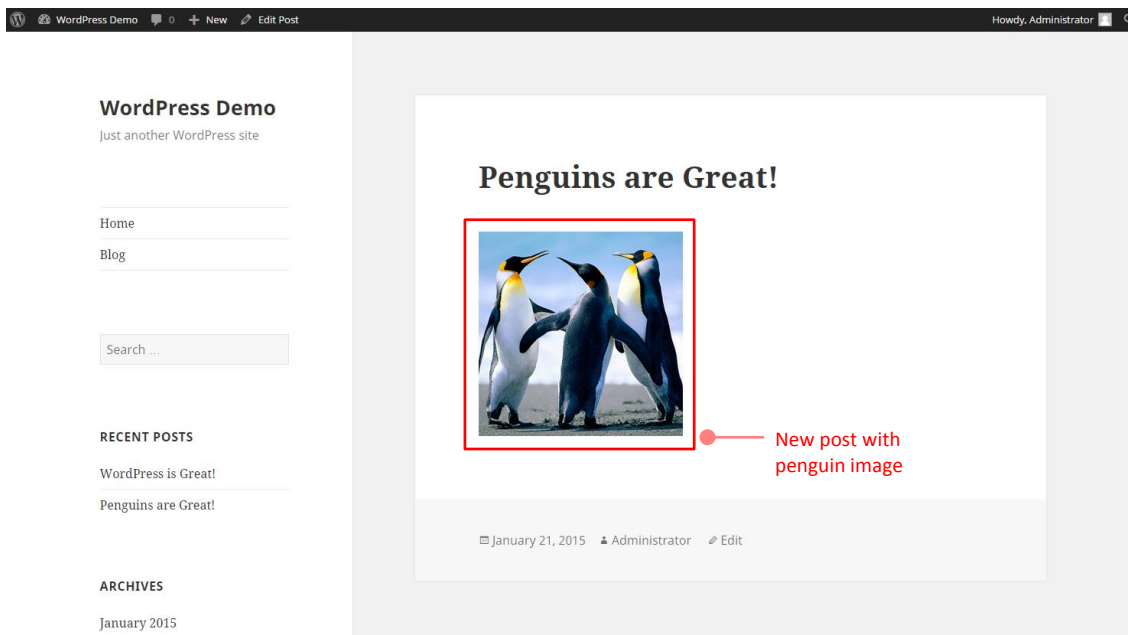 WordPress Demo 0 New Edit Post Howdy, Administrator
WordPress Demo
Just another WordPress site
Home
Blog
Search ...
RECENT POSTS
WordPress is Great!
Penguins are Great!
ARCHIVES
January 2015
Penguins are Great!
New post with
penguin image
January 21, 2015 Administrator Edit